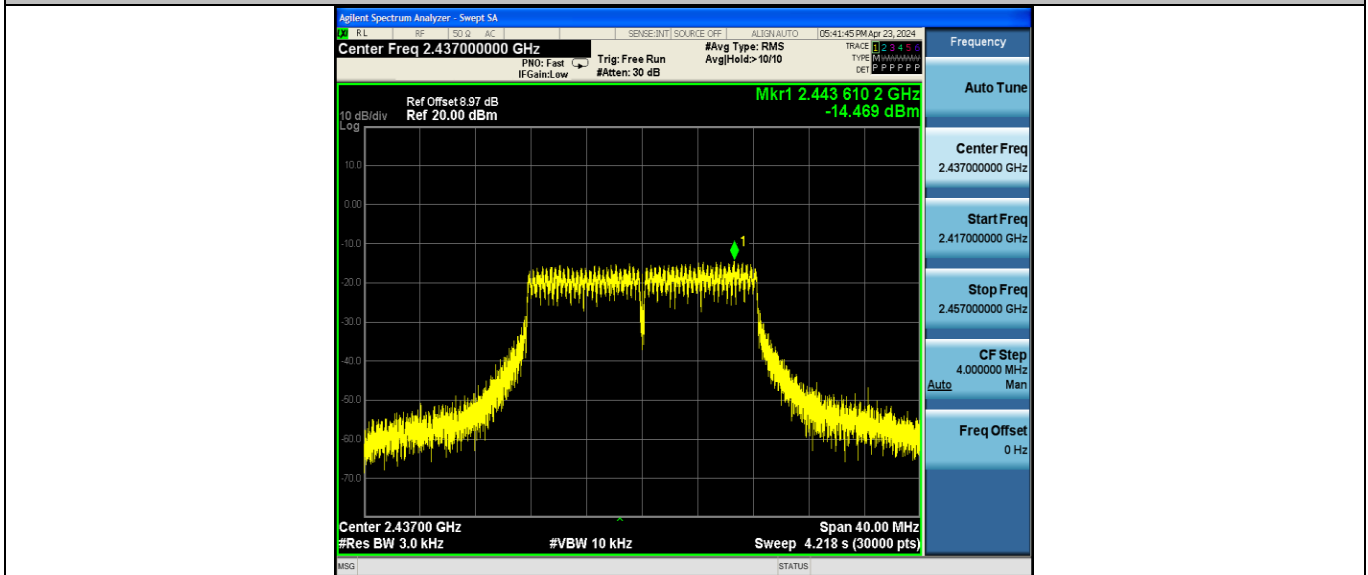 Agilent Spectrum Analyzer - Swept SA
RL RF 50 Ω AC SENSE:INT SOURCE OFF ALIGN AUTO 05:41:45 PM Apr 23, 2024
Center Freq 2.437000000 GHz
PNO: Fast
IFGain:Low
Trig: Free Run
#Atten: 30 dB
#Avg Type: RMS
Avg|Hold:>10/10
TRACE 1 2 3 4 5 6
TYPE M
DET P P P P P P
Mkr1 2.443 610 2 GHz
-14.469 dBm
Ref Offset 8.97 dB
10 dB/div Ref 20.00 dBm
Log
10.0
0.00
-10.0
-20.0
-30.0
-40.0
-50.0
-60.0
-70.0
1
Center 2.43700 GHz Span 40.00 MHz
#Res BW 3.0 kHz #VBW 10 kHz Sweep 4.218 s (30000 pts)
MSG STATUS
Frequency
Auto Tune
Center Freq
2.437000000 GHz
Start Freq
2.417000000 GHz
Stop Freq
2.457000000 GHz
CF Step
4.000000 MHz
Auto Man
Freq Offset
0 Hz